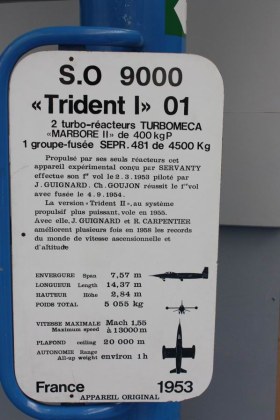 S.O 9000
«Trident I» 01
2 turbo-réacteurs TURBOMECA
«MARBORE II» de 400 kgP
1 groupe-fusée SEPR. 481 de 4500 Kg
Propulsé par ses seuls réacteurs cet
appareil expérimental conçu par SERVANTY
effectue son 1er vol le 2.3.1953 piloté par
J. GUIGNARD. Ch. GOUJON réussit le 1er vol
avec fusée le 4.9.1954.
La version «Trident II», au système
propulsif plus puissant, vole en 1955.
Avec elle, J. GUIGNARD et R. CARPENTIER
améliorent plusieurs fois en 1958 les records
du monde de vitesse ascensionnelle et
d'altitude
ENVERGURE Span 7,57 m
LONGUEUR Length 14,37 m
HAUTEUR Höhe 2,84 m
POIDS TOTAL 5 055 kg
VITESSE MAXIMALE Mach 1,55
Maximum speed à 13000 m
PLAFOND ceiling 20 000 m
AUTONOMIE Range environ 1 h
All-up weight
France 1953
APPAREIL ORIGINAL